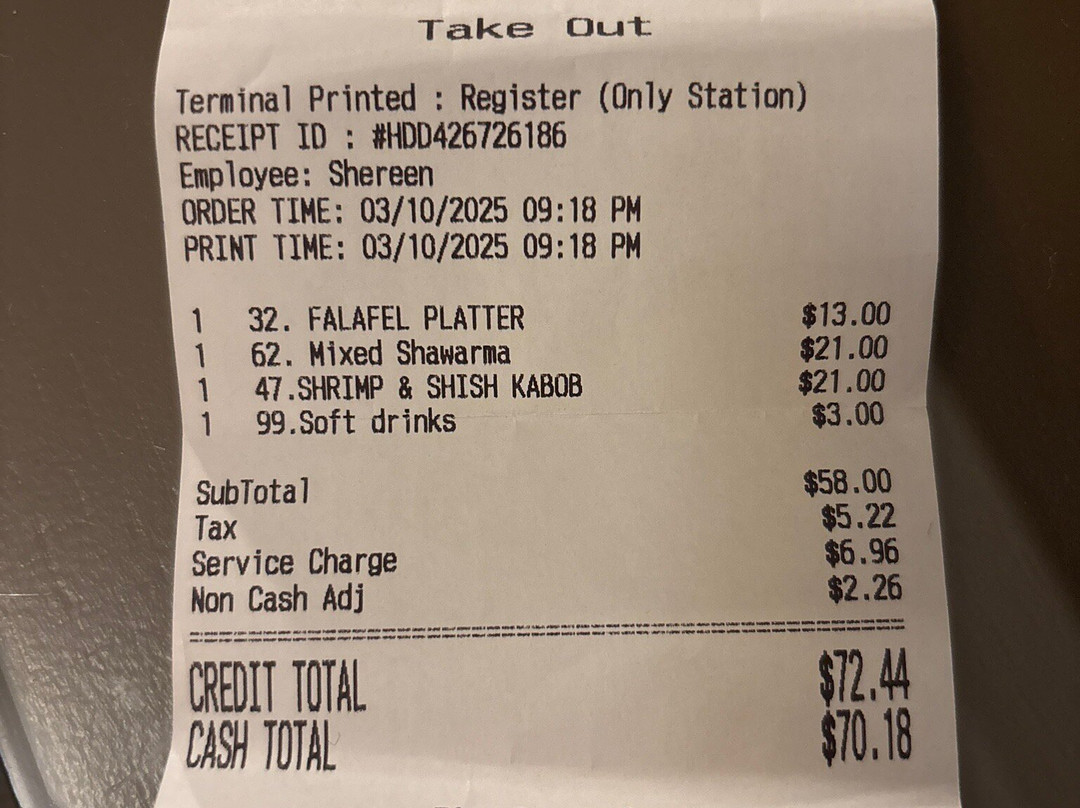 Take Out
Terminal Printed : Register (Only Station)
RECEIPT ID : #HDD426726186
Employee: Shereen
ORDER TIME: 03/10/2025 09:18 PM
PRINT TIME: 03/10/2025 09:18 PM
1 32. FALAFEL PLATTER $13.00
1 62. Mixed Shawarma $21.00
1 47.SHRIMP & SHISH KABOB $21.00
1 99.Soft drinks $3.00
SubTotal $58.00
Tax $5.22
Service Charge $6.96
Non Cash Adj $2.26
CREDIT TOTAL $72.44
CASH TOTAL $70.18